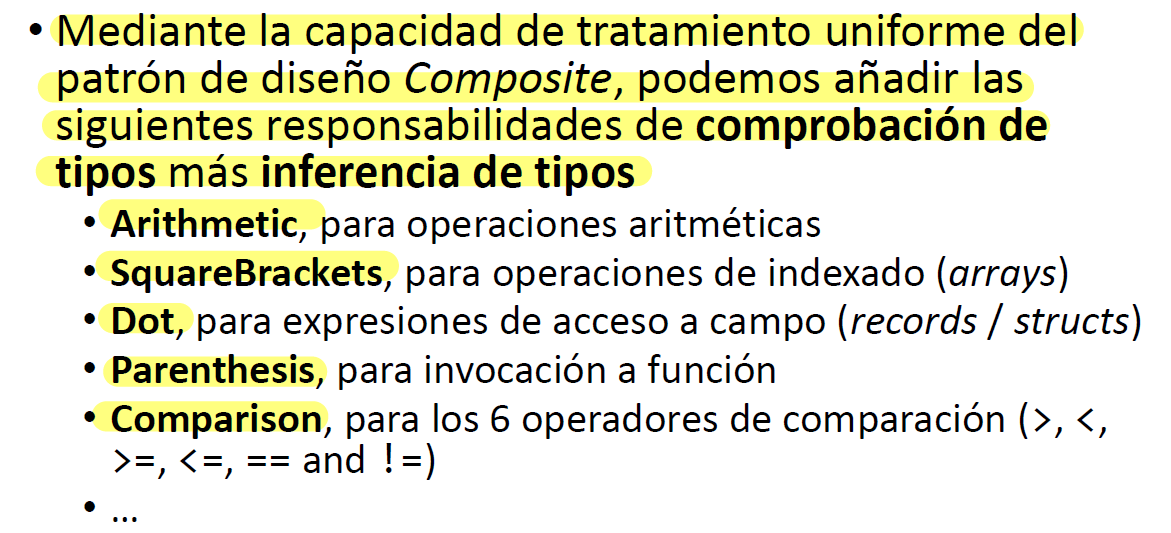 • Mediante la capacidad de tratamiento uniforme del
patrón de diseño Composite, podemos añadir las
siguientes responsabilidades de comprobación de
tipos más inferencia de tipos
• Arithmetic, para operaciones aritméticas
• SquareBrackets, para operaciones de indexado (arrays)
• Dot, para expresiones de acceso a campo (records / structs)
• Parenthesis, para invocación a función
• Comparison, para los 6 operadores de comparación (>, <,
>=, <=, == and !=)
• …